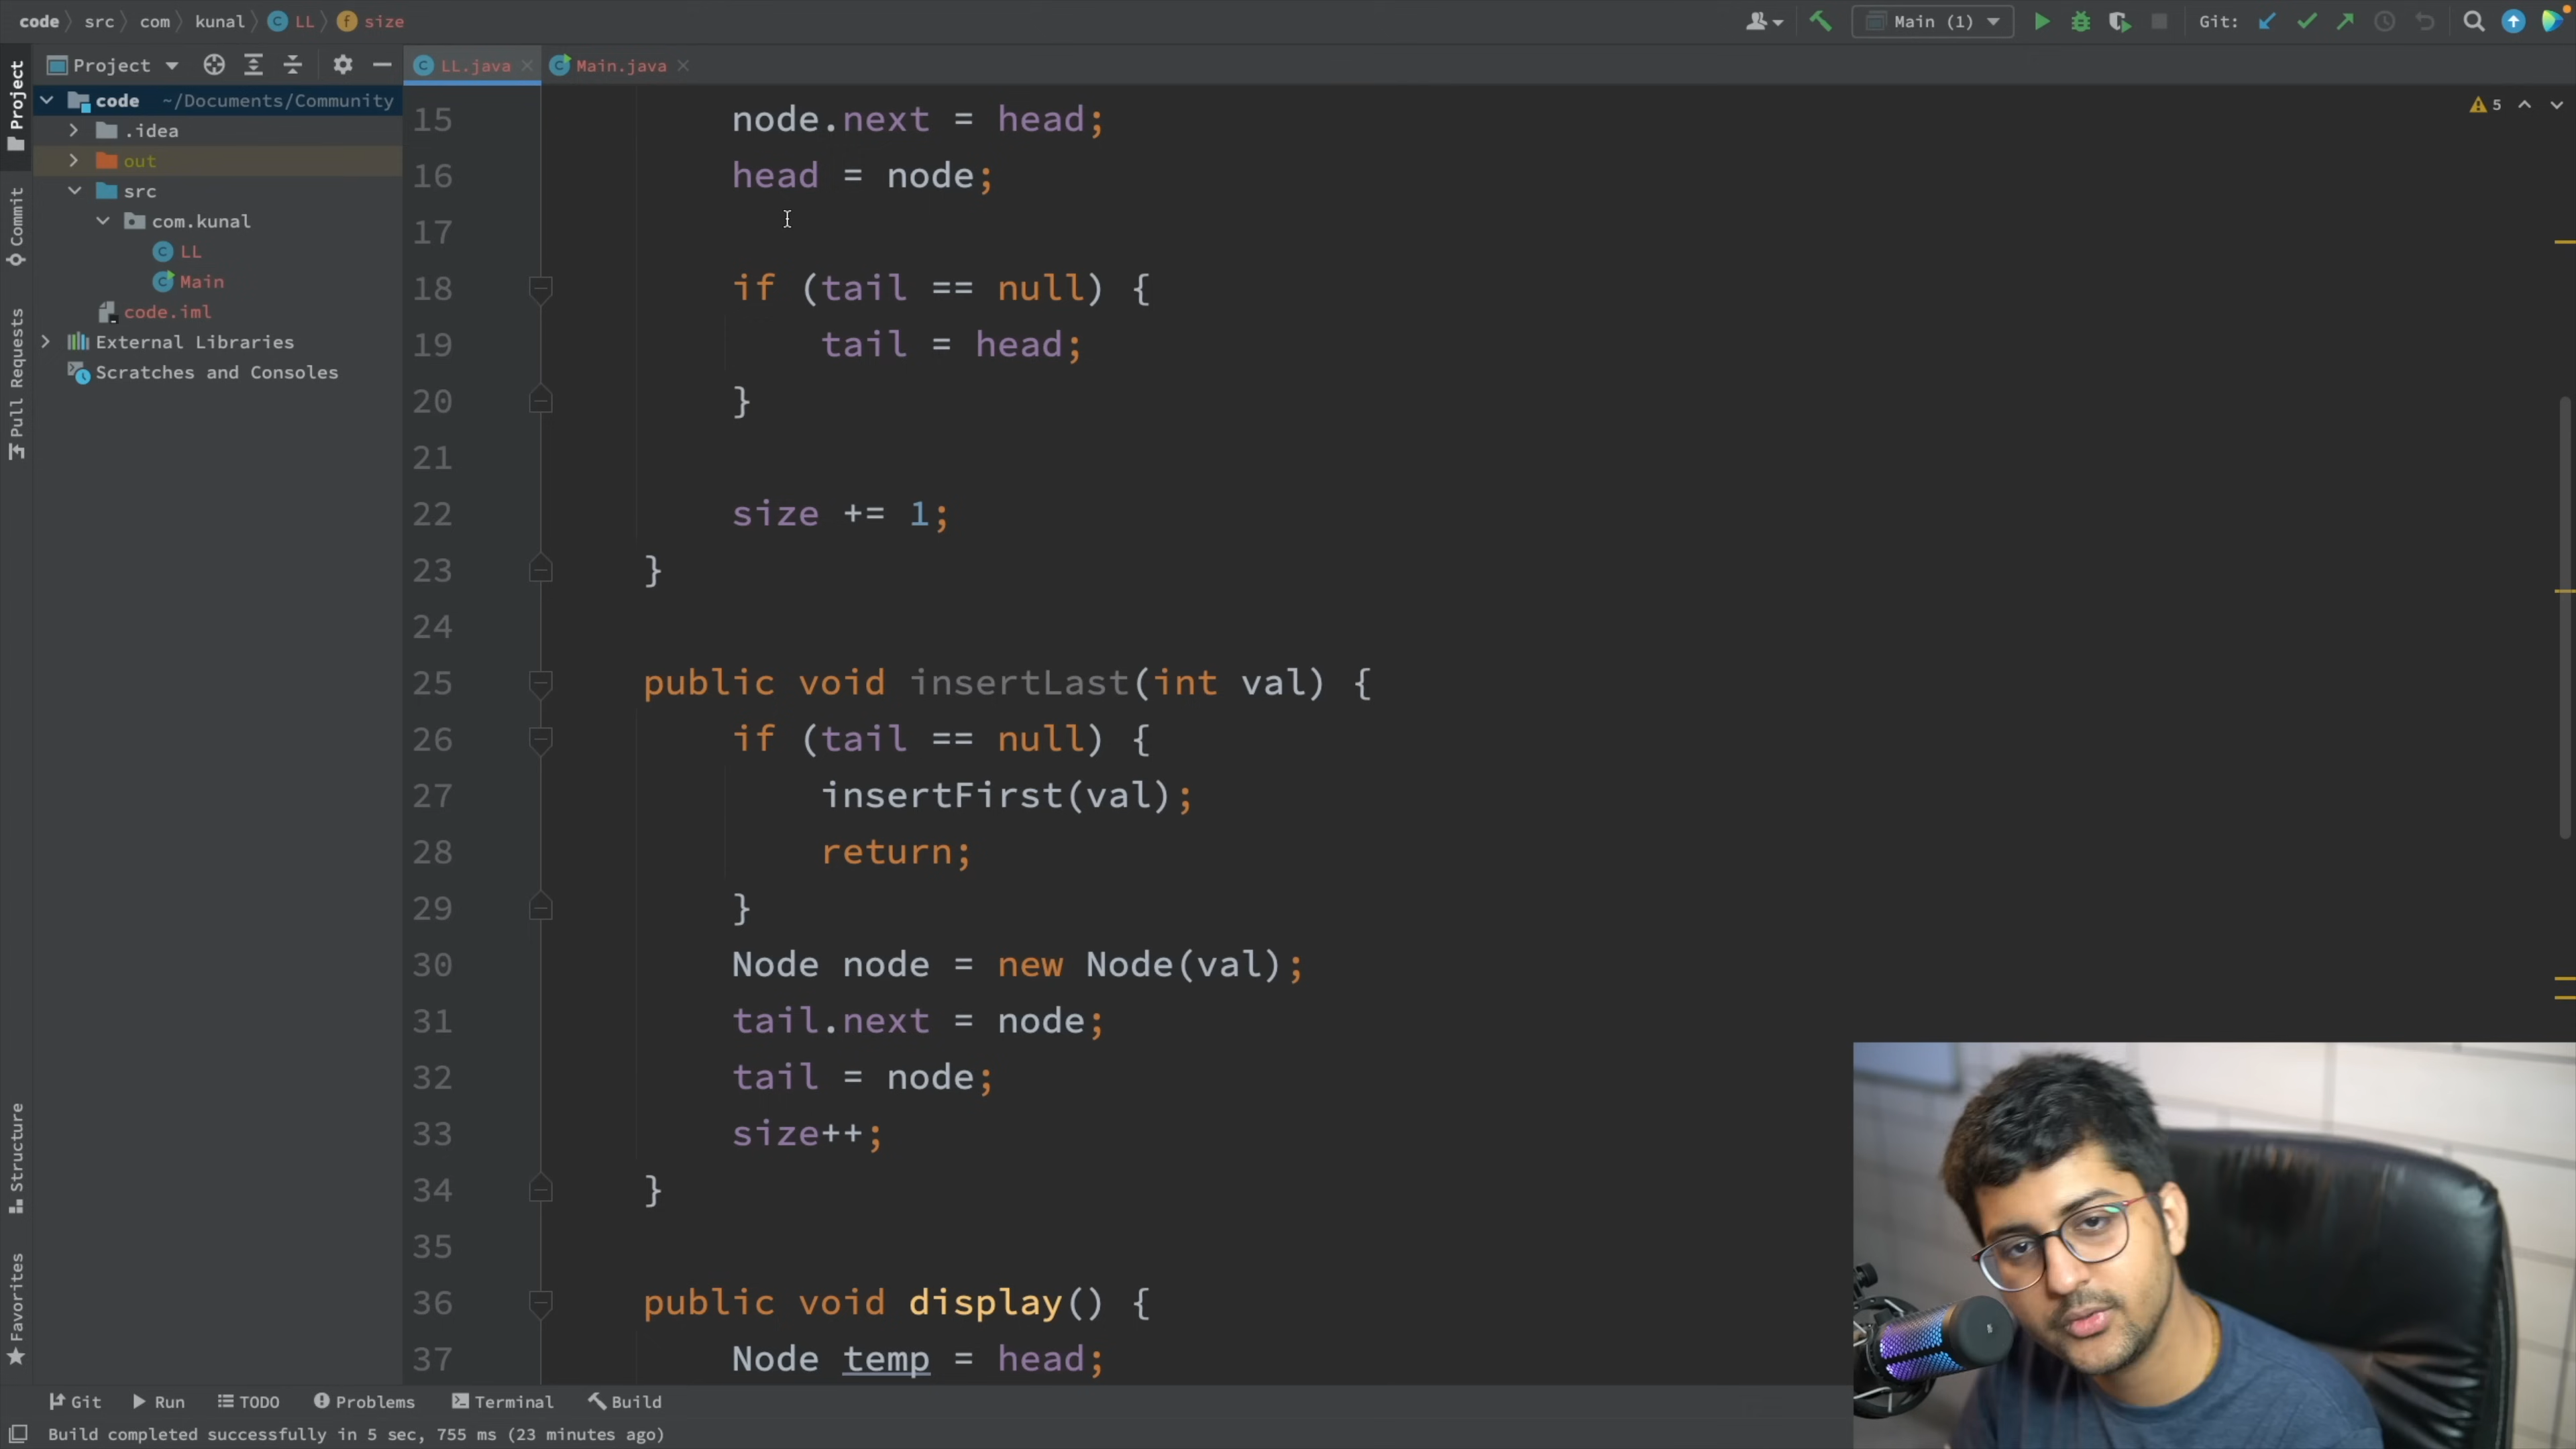 code src com kunal LL size
Main (1) Git:
Project
LL.java Main.java
code ~/Documents/Community
.idea
out
src
com.kunal
LL
Main
code.iml
External Libraries
Scratches and Consoles
Project
Commit
Pull Requests
Structure
Favorites
5
15 node.next = head;
16 head = node;
17
18 if (tail == null) {
19 tail = head;
20 }
21
22 size += 1;
23 }
24
25 public void insertLast(int val) {
26 if (tail == null) {
27 insertFirst(val);
28 return;
29 }
30 Node node = new Node(val);
31 tail.next = node;
32 tail = node;
33 size++;
34 }
35
36 public void display() {
37 Node temp = head;
Git Run TODO Problems Terminal Build
Build completed successfully in 5 sec, 755 ms (23 minutes ago)